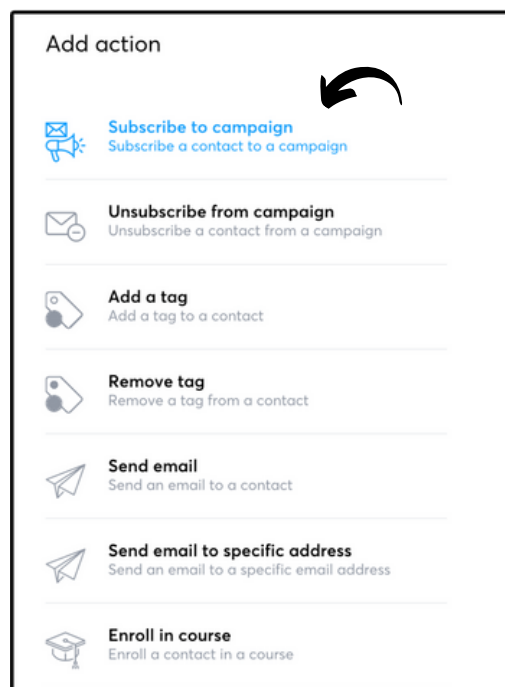 Add action
Subscribe to campaign
Subscribe a contact to a campaign
Unsubscribe from campaign
Unsubscribe a contact from a campaign
Add a tag
Add a tag to a contact
Remove tag
Remove a tag from a contact
Send email
Send an email to a contact
Send email to specific address
Send an email to a specific email address
Enroll in course
Enroll a contact in a course